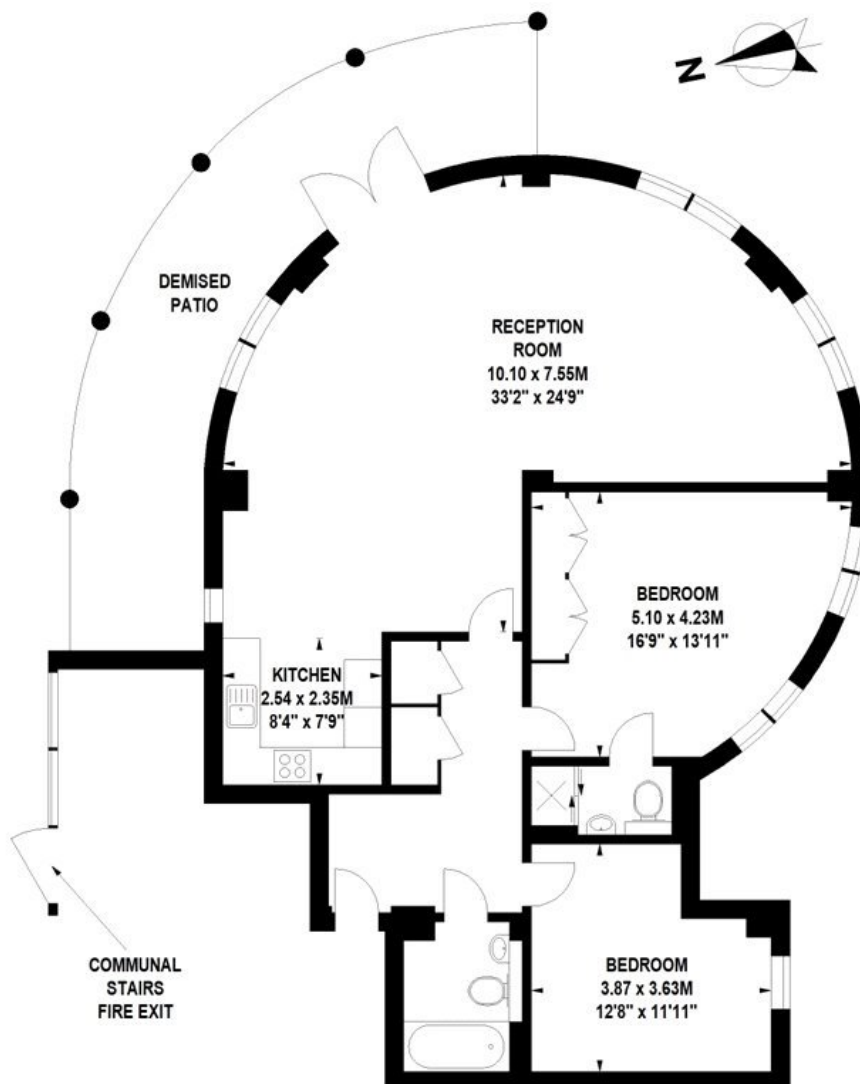 N
DEMISED
PATIO
RECEPTION
ROOM
10.10 x 7.55M
33'2" x 24'9"
BEDROOM
5.10 x 4.23M
16'9" x 13'11"
KITCHEN
2.54 x 2.35M
8'4" x 7'9"
COMMUNAL
STAIRS
FIRE EXIT
BEDROOM
3.87 x 3.63M
12'8" x 11'11"